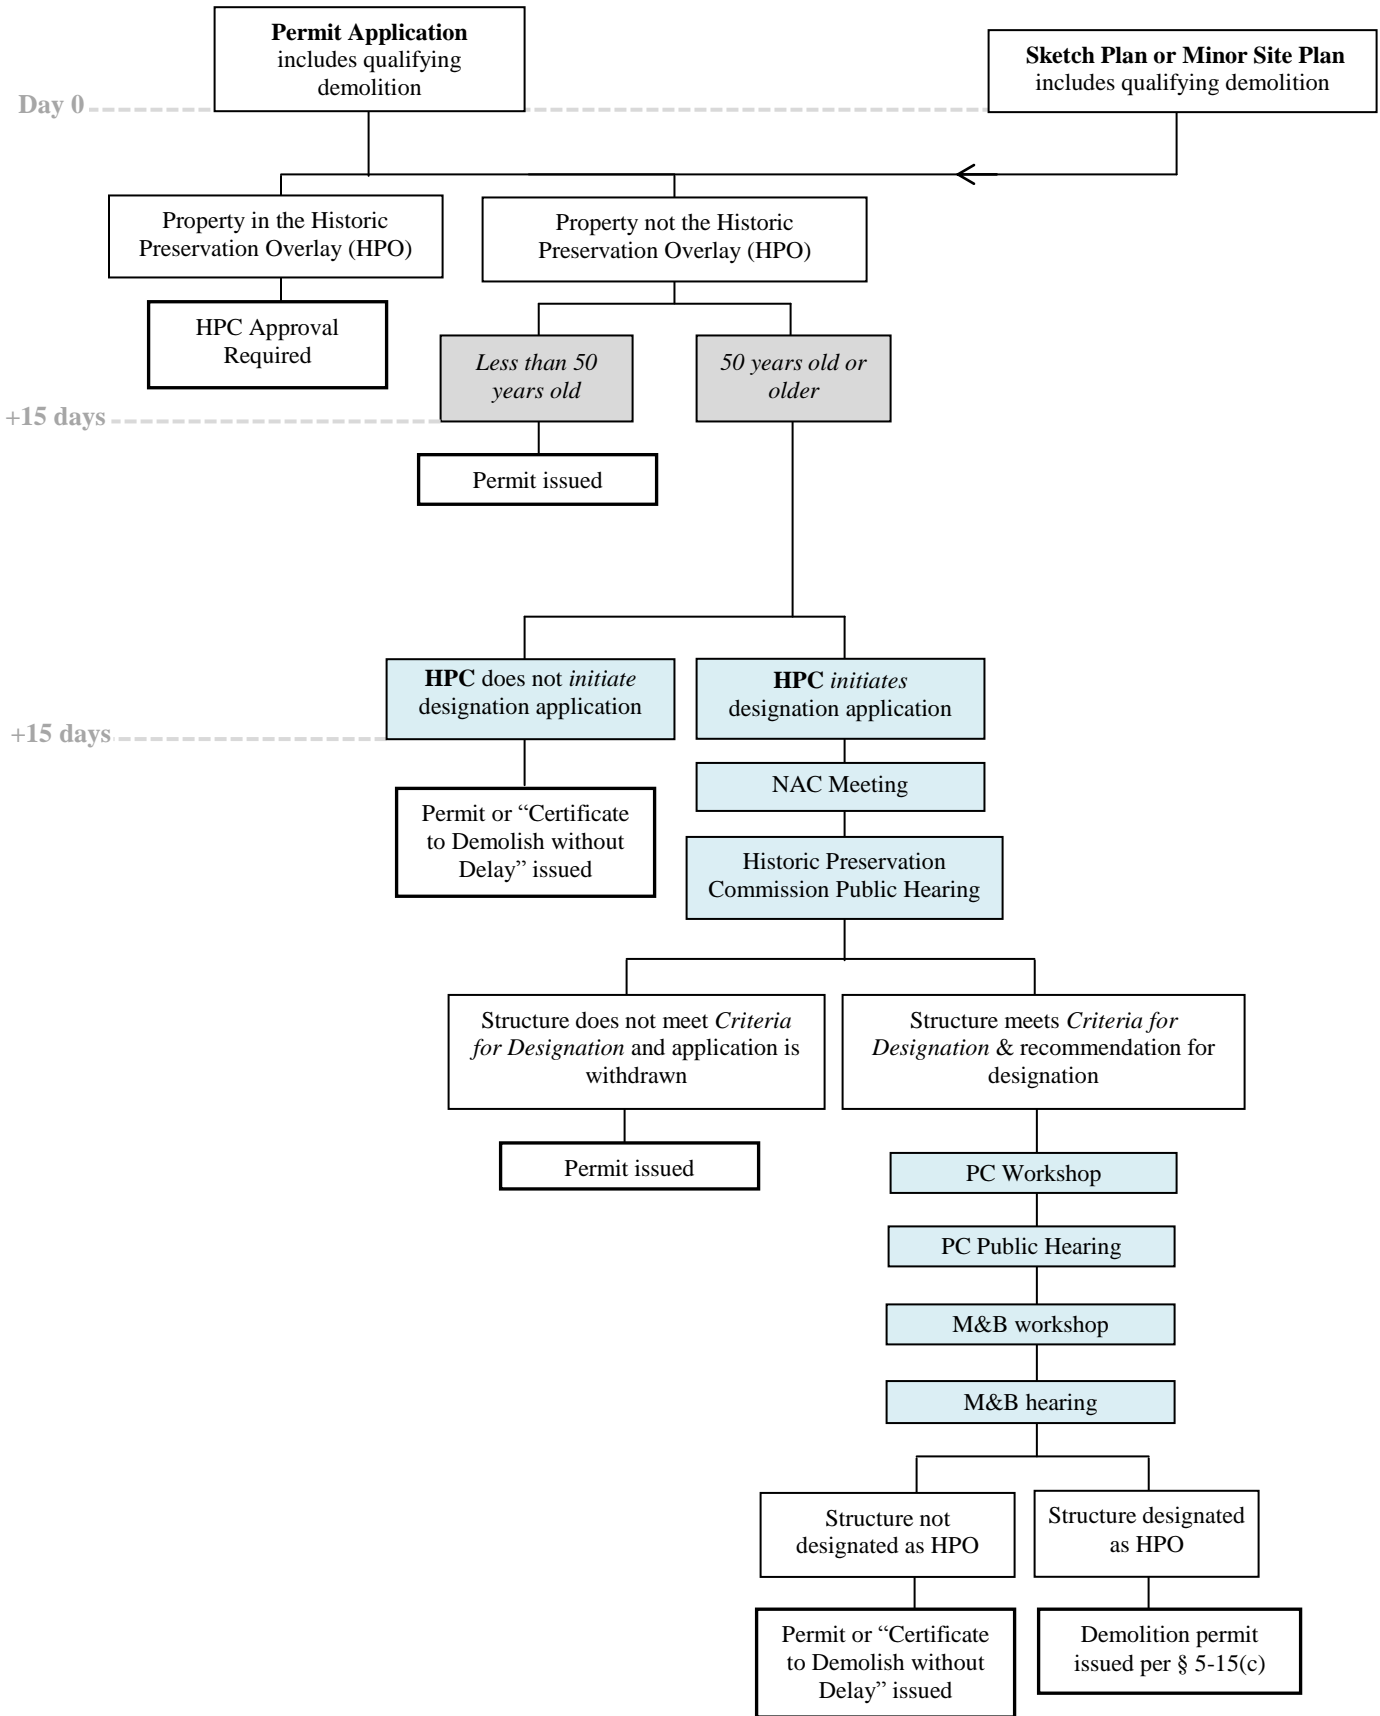 Permit Application
includes qualifying
demolition
Sketch Plan or Minor Site Plan
includes qualifying demolition
Day 0
Property in the Historic
Preservation Overlay (HPO)
Property not the Historic
Preservation Overlay (HPO)
HPC Approval
Required
Less than 50
years old
50 years old or
older
+15 days
Permit issued
HPC does not initiate
designation application
HPC initiates
designation application
+15 days
NAC Meeting
Permit or “Certificate
to Demolish without
Delay” issued
Historic Preservation
Commission Public Hearing
Structure does not meet Criteria
for Designation and application is
withdrawn
Structure meets Criteria for
Designation & recommendation for
designation
Permit issued
PC Workshop
PC Public Hearing
M&B workshop
M&B hearing
Structure not
designated as HPO
Structure designated
as HPO
Permit or “Certificate
to Demolish without
Delay” issued
Demolition permit
issued per § 5-15(c)